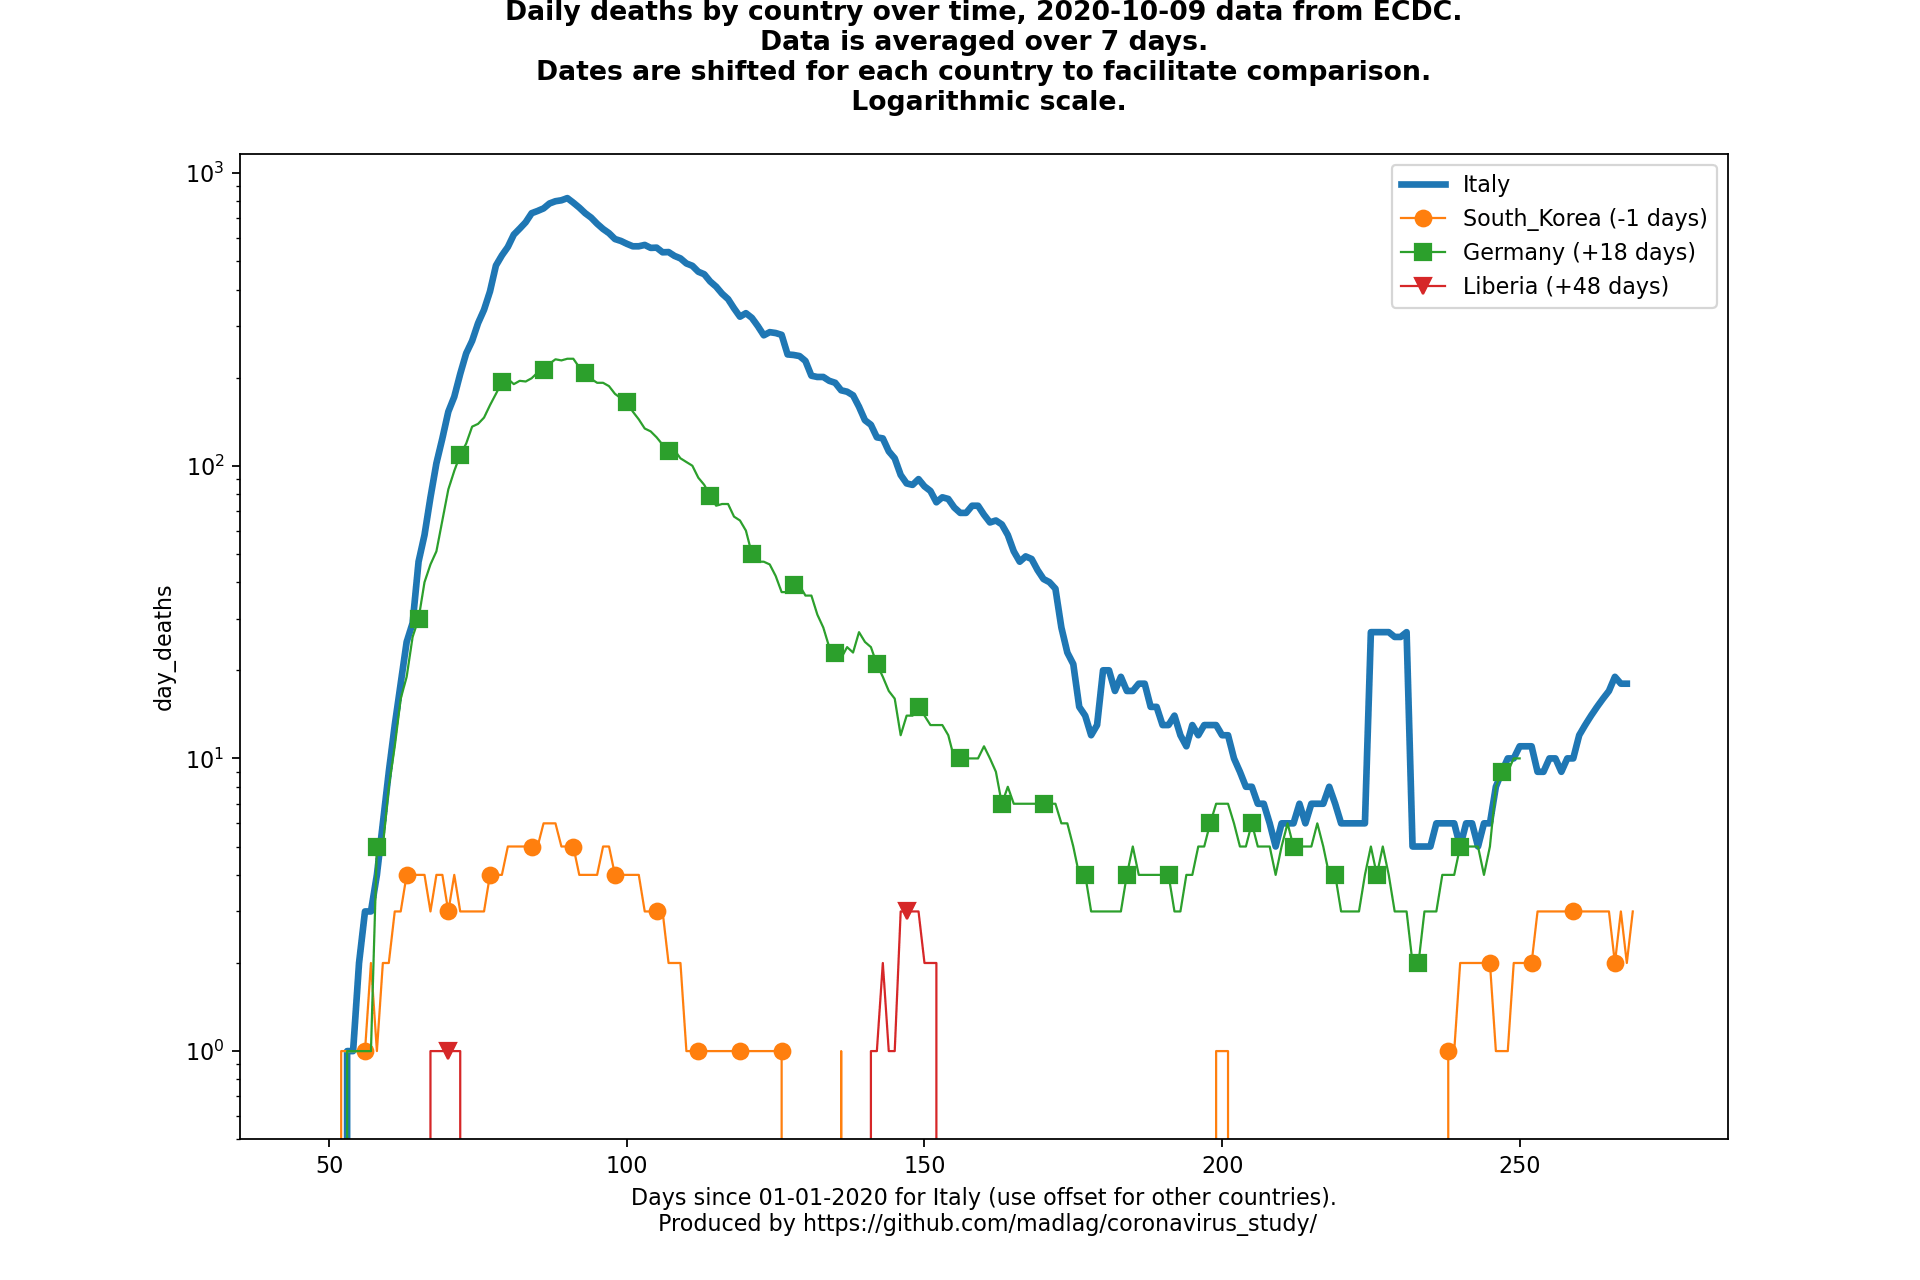 Daily deaths by country over time, 2020-10-09 data from ECDC.
Data is averaged over 7 days.
Dates are shifted for each country to facilitate comparison.
Logarithmic scale.
10³
10²
10¹
10⁰
day_deaths
Italy
South_Korea (-1 days)
Germany (+18 days)
Liberia (+48 days)
50
100
150
200
250
Days since 01-01-2020 for Italy (use offset for other countries).
Produced by https://github.com/madlag/coronavirus_study/